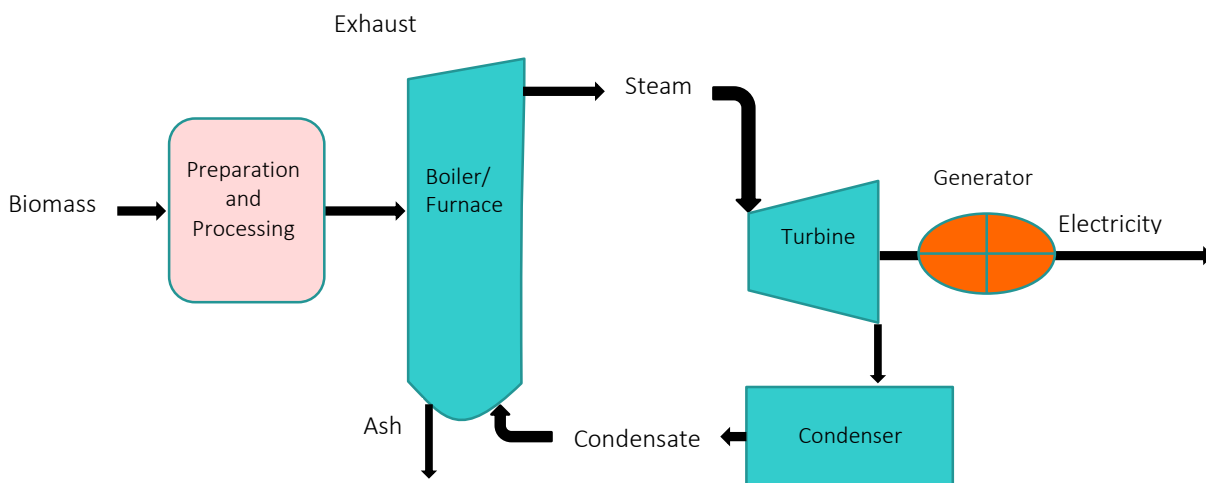 Exhaust
Steam
Biomass
Preparation
and
Processing
Boiler/
Furnace
Generator
Turbine
Electricity
Ash
Condensate
Condenser